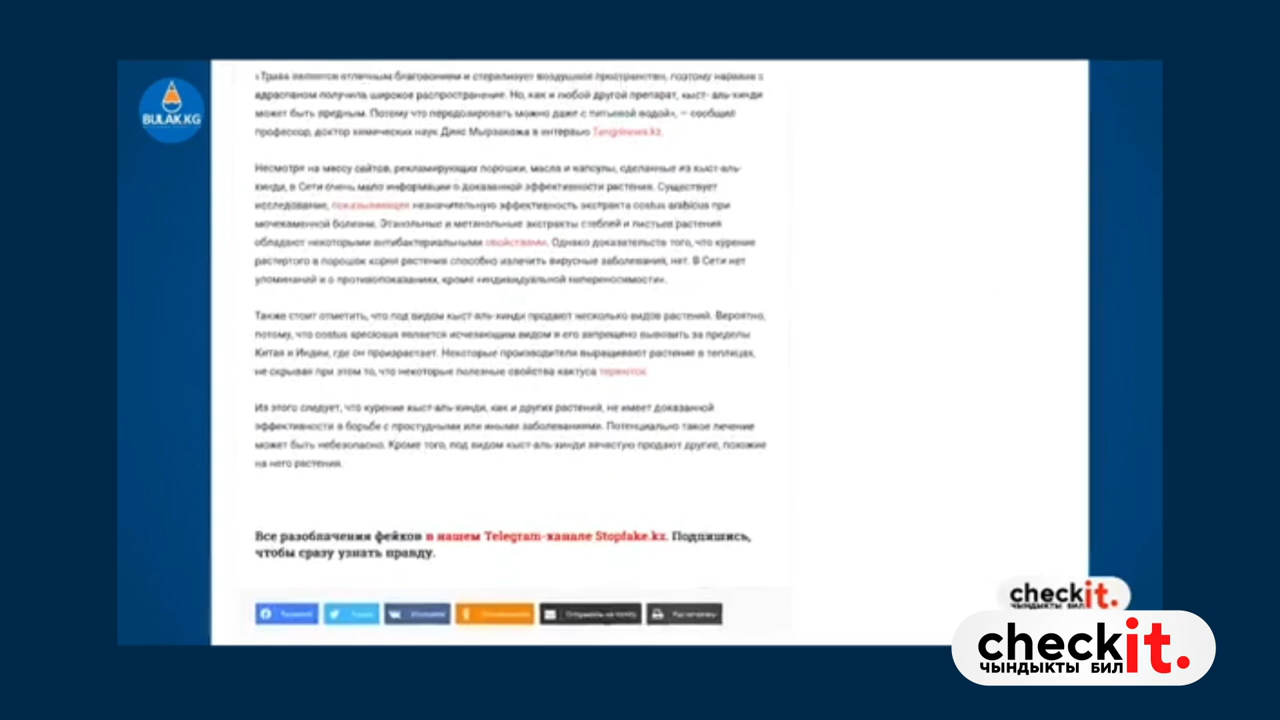 BULAK.KG
«Трава является отличным благовонием и стерилизует воздушное пространство», поэтому наравне с
адраспаном получила широкое распространение. Но, как и любой другой препарат, кыст- аль-хинди
может быть вредным. Потому что передозировать можно даже с питьевой водой», – сообщил
профессор, доктор химических наук Дияс Мырзакожа в интервью Tengrinews.kz.
Несмотря на массу сайтов, рекламирующих порошки, масла и капсулы, сделанные из кыст-аль-
хинди, в Сети очень мало информации о доказанной эффективности растения. Существует
исследование, показывающее незначительную эффективность экстракта costus arabicus при
мочекаменной болезни. Этанольные и метанольные экстракты стеблей и листьев растения
обладают некоторыми антибактериальными свойствами. Однако доказательств того, что курение
растертого в порошок корня растения способно излечить вирусные заболевания, нет. В Сети нет
упоминаний и о противопоказаниях, кроме «индивидуальной непереносимости».
Также стоит отметить, что под видом кыст-аль-хинди продают несколько видов растений. Вероятно,
потому, что costus speciosus является исчезающим видом и его запрещено вывозить за пределы
Китая и Индии, где он произрастает. Некоторые производители выращивают растения в теплицах,
не скрывая при этом то, что некоторые полезные свойства кактуса теряются.
Из этого следует, что курение кыст-аль-хинди, как и других растений, не имеет доказанной
эффективности в борьбе с простудными или иными заболеваниями. Потенциально такое лечение
может быть небезопасно. Кроме того, под видом кыст-аль-хинди зачастую продают другие, похожие
на него растения.
Все разоблачения фейков в нашем Telegram-канале Stopfake.kz. Подпишись,
чтобы сразу узнать правду.
Отправить на почту
checkit.
ЧЫНДЫКТЫ БИЛ
checkit.
ЧЫНДЫКТЫ БИЛ